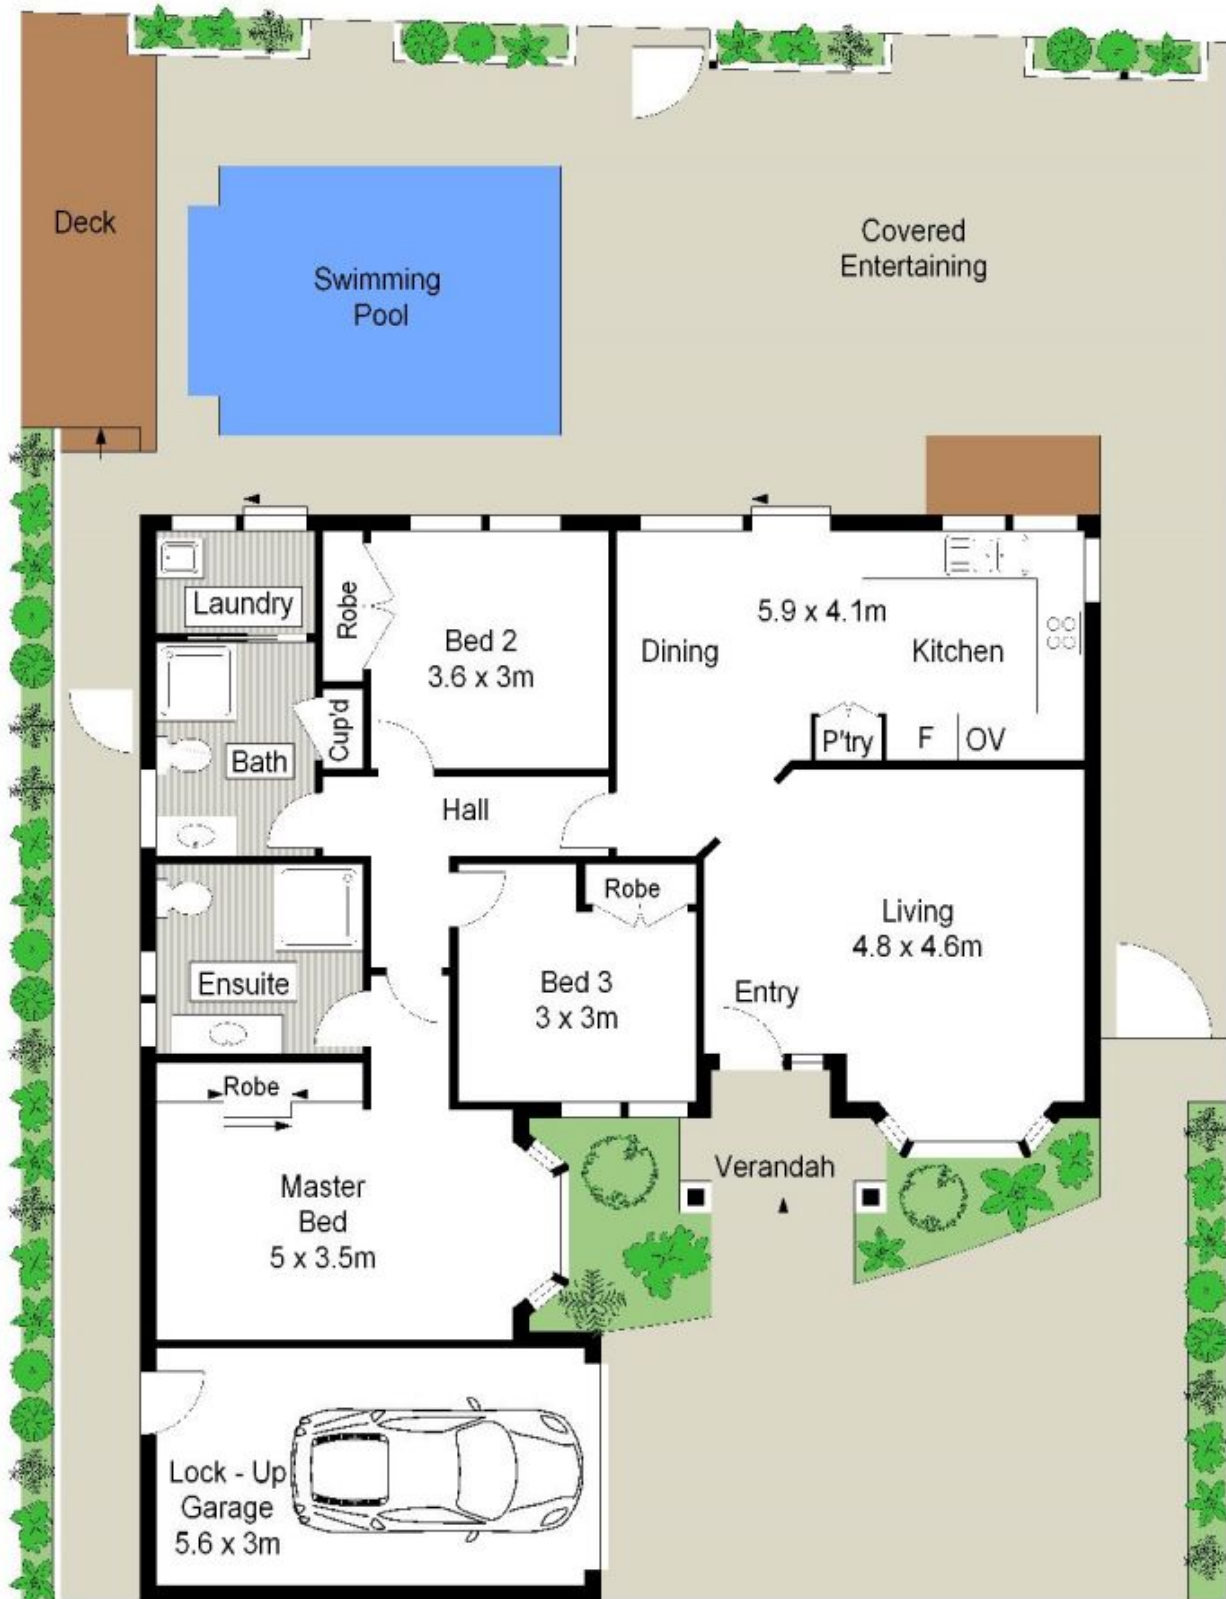 Deck
Swimming
Pool
Covered
Entertaining
Laundry
Robe
Bed 2
3.6 x 3m
Dining
5.9 x 4.1m
Kitchen
Cup'd
Bath
P'try
F
OV
Hall
Robe
Living
4.8 x 4.6m
Ensuite
Bed 3
3 x 3m
Entry
Robe
Verandah
Master
Bed
5 x 3.5m
Lock - Up
Garage
5.6 x 3m